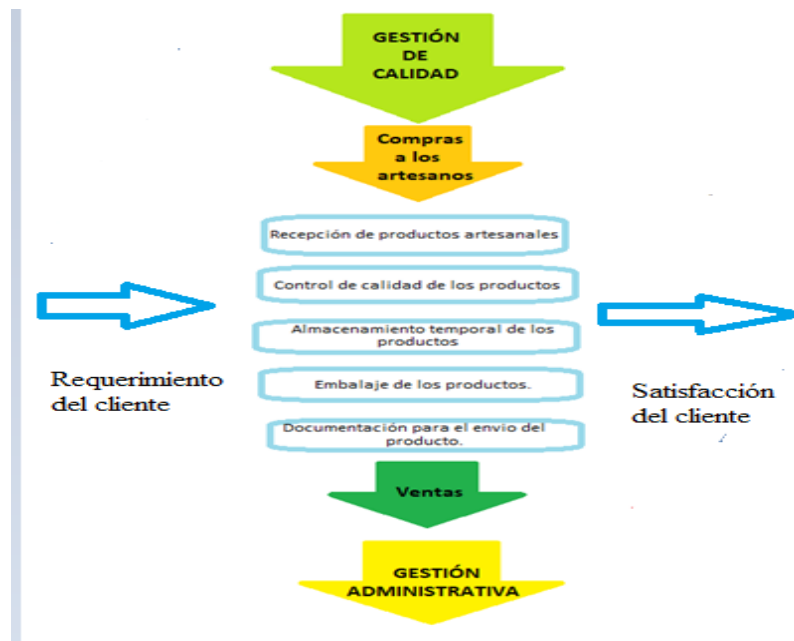 GESTIÓN
DE
CALIDAD
Compras
a los
artesanos
Recepción de productos artesanales
Control de calidad de los productos
Almacenamiento temporal de los
productos
Embalaje de los productos.
Documentación para el envio del
producto.
Requerimiento
del cliente
Satisfacción
del cliente
Ventas
GESTIÓN
ADMINISTRATIVA